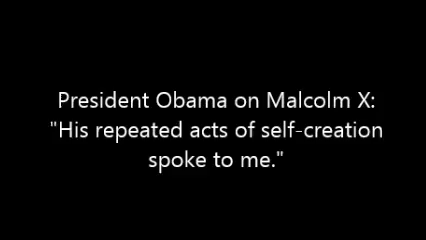 President Obama on Malcolm X:
"His repeated acts of self-creation
spoke to me."